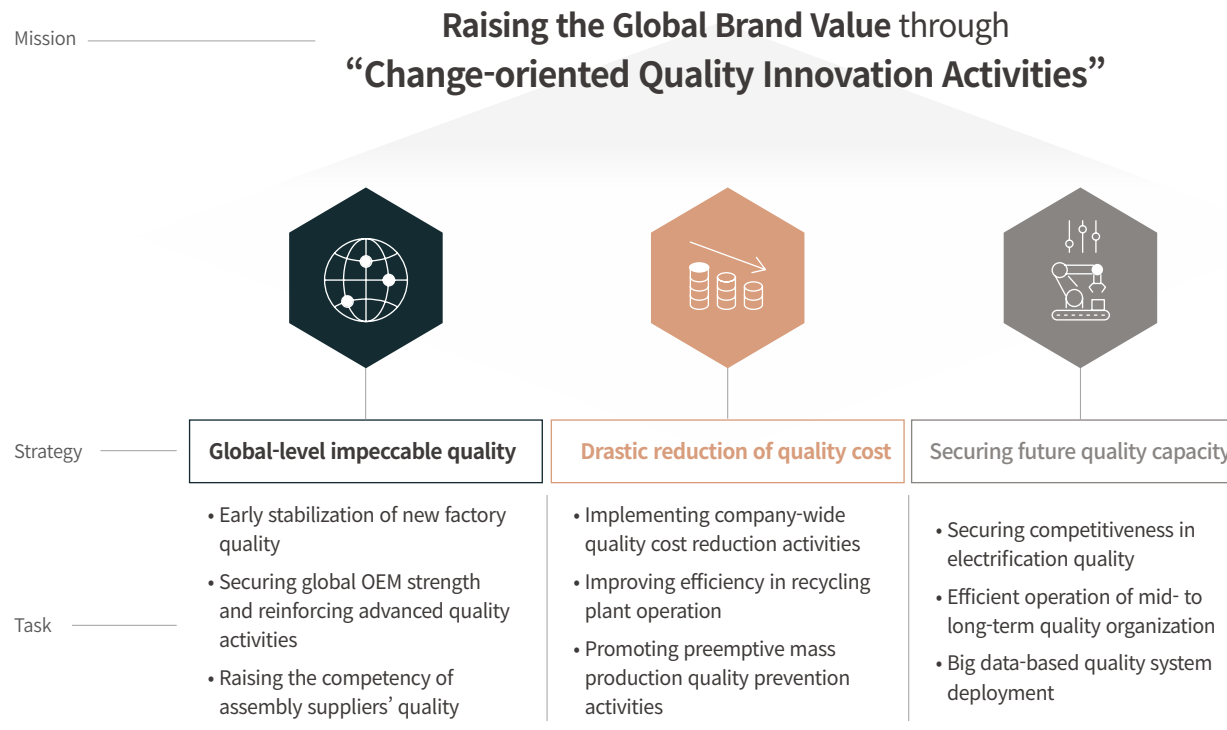 Mission
Raising the Global Brand Value through
“Change-oriented Quality Innovation Activities”
Strategy
Global-level impeccable quality
Drastic reduction of quality cost
Securing future quality capacity
Task
• Early stabilization of new factory
quality
• Securing global OEM strength
and reinforcing advanced quality
activities
• Raising the competency of
assembly suppliers’ quality
• Implementing company-wide
quality cost reduction activities
• Improving efficiency in recycling
plant operation
• Promoting preemptive mass
production quality prevention
activities
• Securing competitiveness in
electrification quality
• Efficient operation of mid- to
long-term quality organization
• Big data-based quality system
deployment